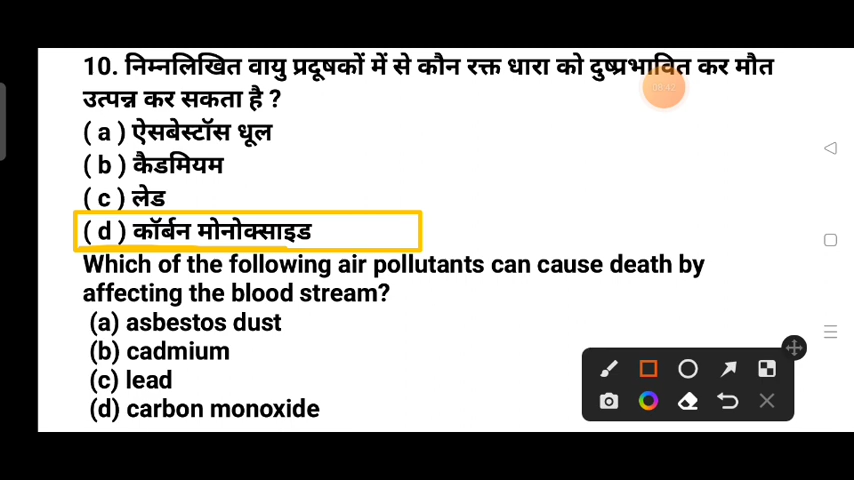 10. निम्नलिखित वायु प्रदूषकों में से कौन रक्त धारा को दुष्प्रभावित कर मौत
उत्पन्न कर सकता है ?
( a ) ऐसबेस्टॉस धूल
( b ) कैडमियम
( c ) लेड
( d ) कॉर्बन मोनोक्साइड
Which of the following air pollutants can cause death by
affecting the blood stream?
(a) asbestos dust
(b) cadmium
(c) lead
(d) carbon monoxide